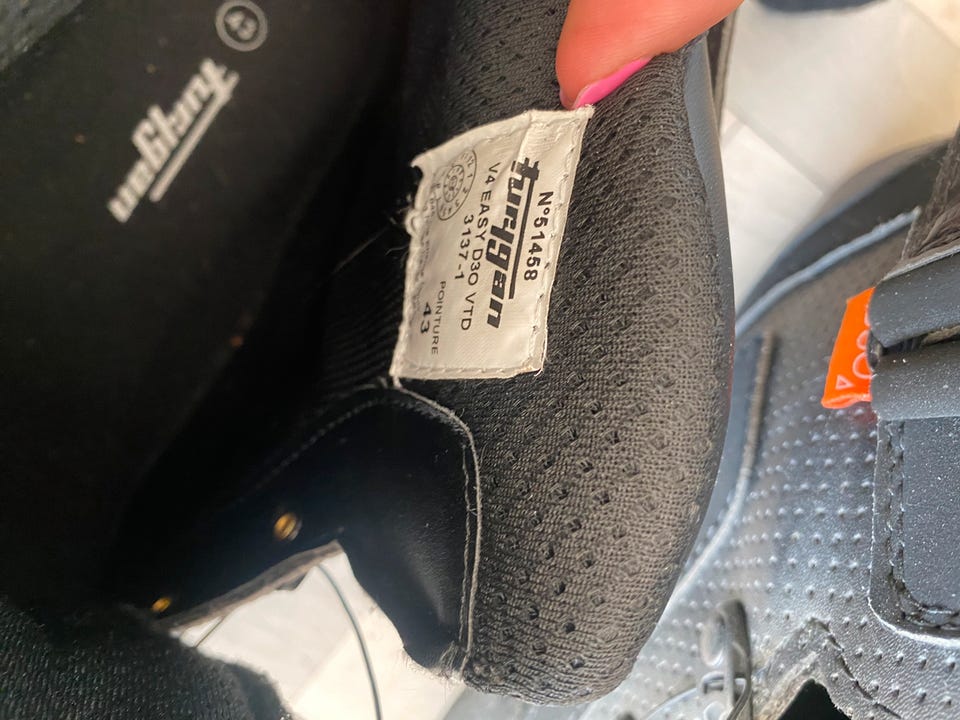 43
furygan
N°51458
furygan
V4 EASY D3O VTD
3137-1
POINTURE
43